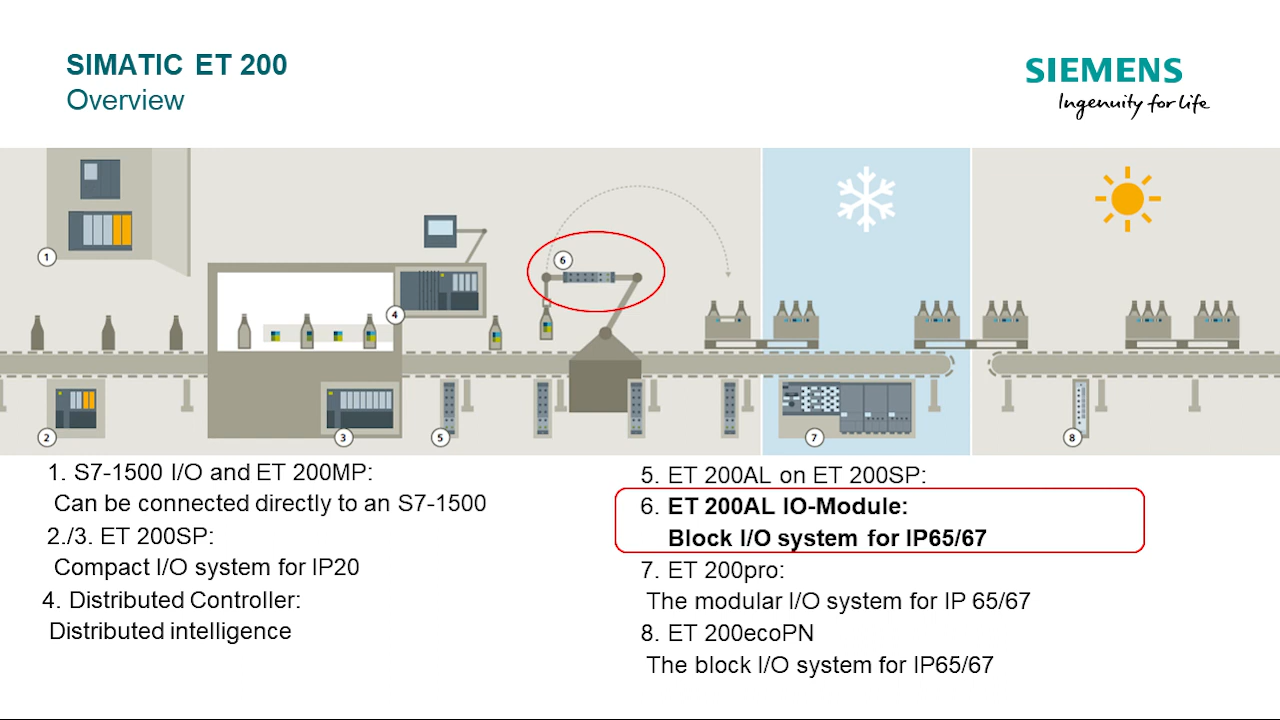 SIMATIC ET 200
Overview
SIEMENS
Ingenuity for life
1
2
3
4
5
6
7
8
1. S7-1500 I/O and ET 200MP:
Can be connected directly to an S7-1500
2./3. ET 200SP:
Compact I/O system for IP20
4. Distributed Controller:
Distributed intelligence
5. ET 200AL on ET 200SP:
6. ET 200AL IO-Module:
Block I/O system for IP65/67
7. ET 200pro:
The modular I/O system for IP 65/67
8. ET 200ecoPN
The block I/O system for IP65/67